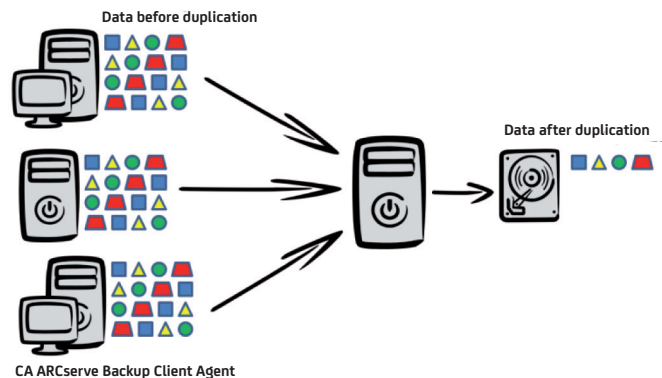 Data before duplication
Data after duplication
CA ARCserve Backup Client Agent